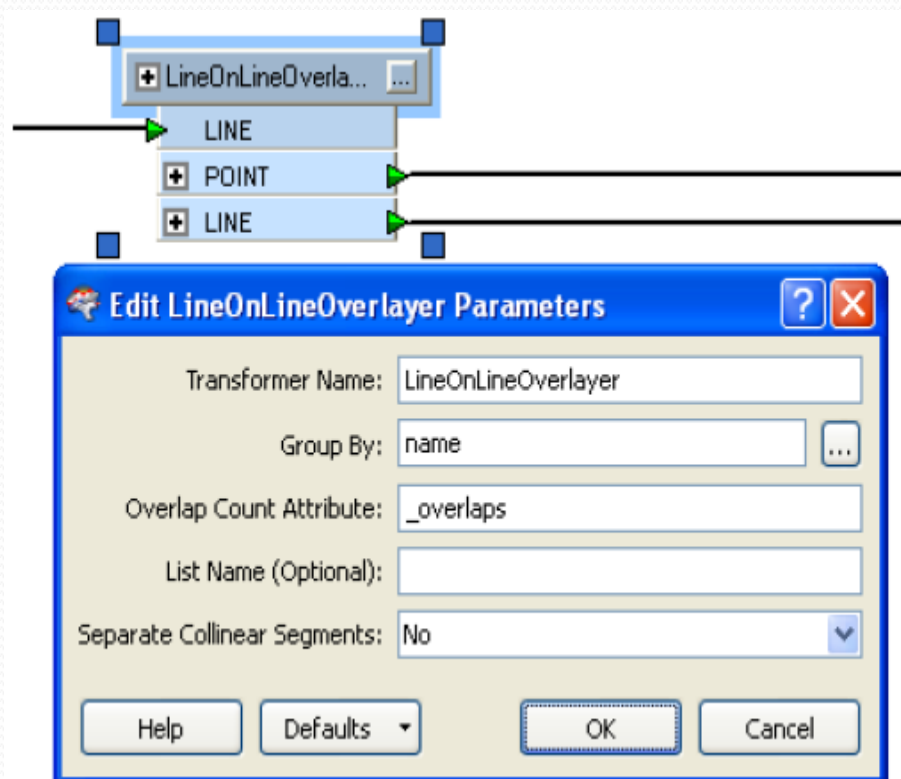 LineOnLineOverla... ...
LINE
POINT
LINE
Edit LineOnLineOverlayer Parameters
Transformer Name: LineOnLineOverlayer
Group By: name ...
Overlap Count Attribute: _overlaps
List Name (Optional):
Separate Collinear Segments: No
Help Defaults OK Cancel